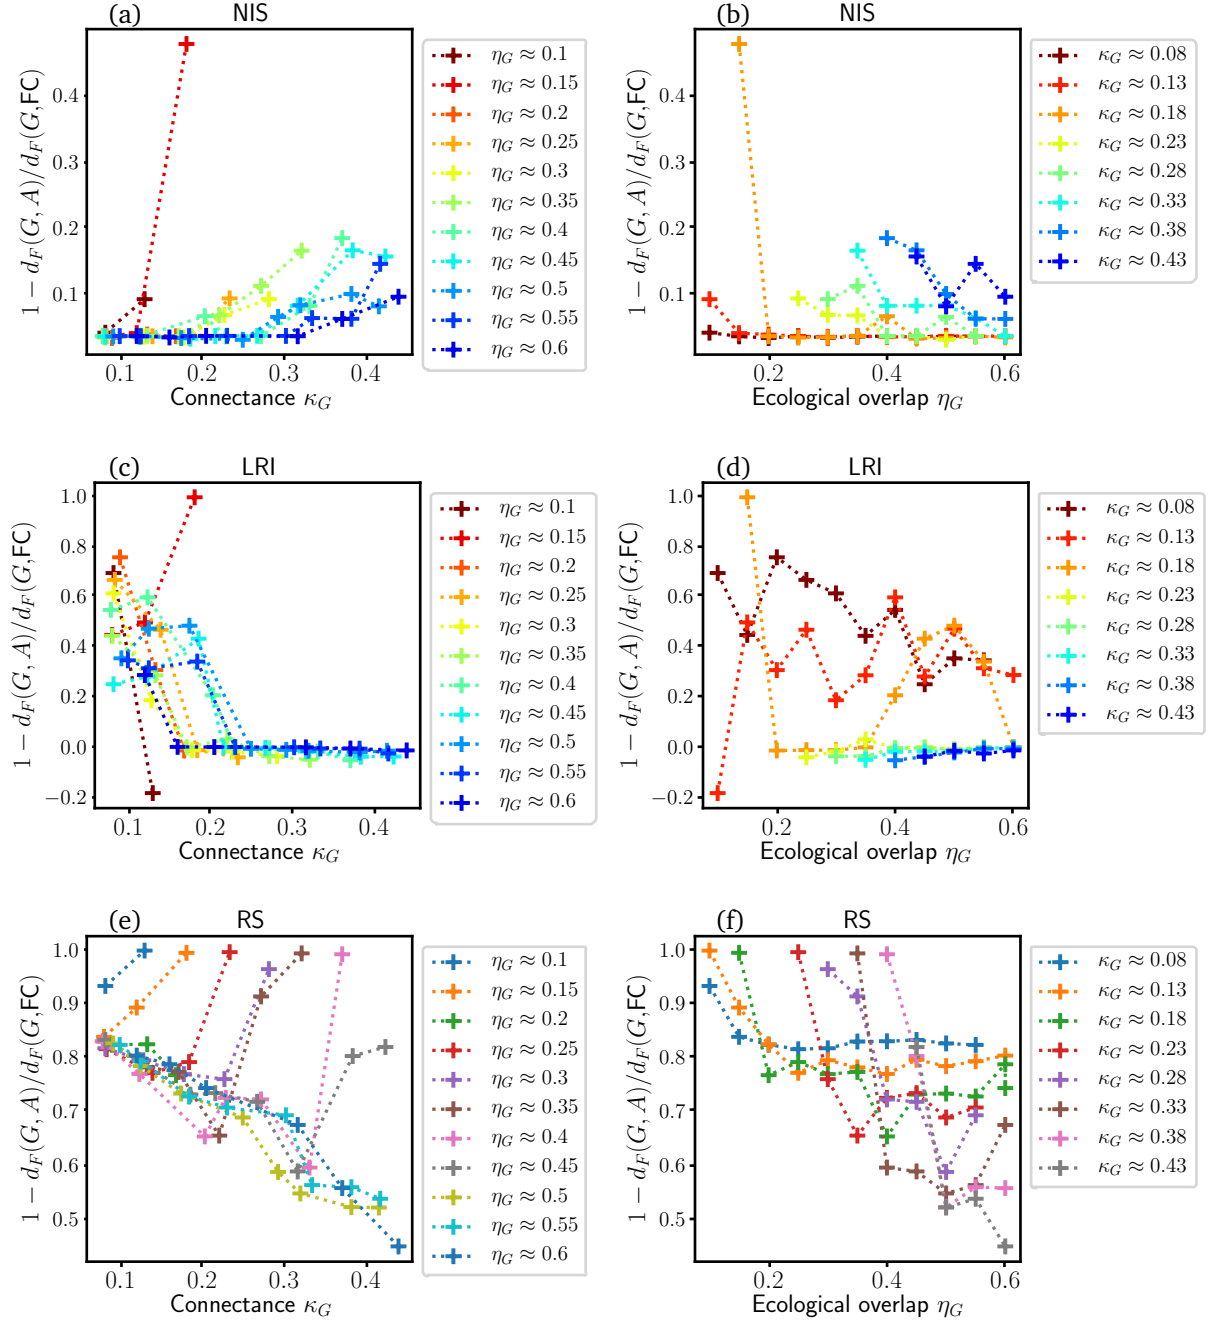 (a) NIS
1 − d_F(G, A)/d_F(G,FC)
0.4
0.3
0.2
0.1
0.1 0.2 0.3 0.4
Connectance κ_G
η_G ≈ 0.1
η_G ≈ 0.15
η_G ≈ 0.2
η_G ≈ 0.25
η_G ≈ 0.3
η_G ≈ 0.35
η_G ≈ 0.4
η_G ≈ 0.45
η_G ≈ 0.5
η_G ≈ 0.55
η_G ≈ 0.6
(b) NIS
1 − d_F(G, A)/d_F(G,FC)
0.4
0.3
0.2
0.1
0.2 0.4 0.6
Ecological overlap η_G
κ_G ≈ 0.08
κ_G ≈ 0.13
κ_G ≈ 0.18
κ_G ≈ 0.23
κ_G ≈ 0.28
κ_G ≈ 0.33
κ_G ≈ 0.38
κ_G ≈ 0.43
(c) LRI
1 − d_F(G, A)/d_F(G,FC)
1.0
0.8
0.6
0.4
0.2
0.0
−0.2
0.1 0.2 0.3 0.4
Connectance κ_G
η_G ≈ 0.1
η_G ≈ 0.15
η_G ≈ 0.2
η_G ≈ 0.25
η_G ≈ 0.3
η_G ≈ 0.35
η_G ≈ 0.4
η_G ≈ 0.45
η_G ≈ 0.5
η_G ≈ 0.55
η_G ≈ 0.6
(d) LRI
1 − d_F(G, A)/d_F(G,FC)
1.0
0.8
0.6
0.4
0.2
0.0
−0.2
0.2 0.4 0.6
Ecological overlap η_G
κ_G ≈ 0.08
κ_G ≈ 0.13
κ_G ≈ 0.18
κ_G ≈ 0.23
κ_G ≈ 0.28
κ_G ≈ 0.33
κ_G ≈ 0.38
κ_G ≈ 0.43
(e) RS
1 − d_F(G, A)/d_F(G,FC)
1.0
0.9
0.8
0.7
0.6
0.5
0.1 0.2 0.3 0.4
Connectance κ_G
η_G ≈ 0.1
η_G ≈ 0.15
η_G ≈ 0.2
η_G ≈ 0.25
η_G ≈ 0.3
η_G ≈ 0.35
η_G ≈ 0.4
η_G ≈ 0.45
η_G ≈ 0.5
η_G ≈ 0.55
η_G ≈ 0.6
(f) RS
1 − d_F(G, A)/d_F(G,FC)
1.0
0.9
0.8
0.7
0.6
0.5
0.2 0.4 0.6
Ecological overlap η_G
κ_G ≈ 0.08
κ_G ≈ 0.13
κ_G ≈ 0.18
κ_G ≈ 0.23
κ_G ≈ 0.28
κ_G ≈ 0.33
κ_G ≈ 0.38
κ_G ≈ 0.43